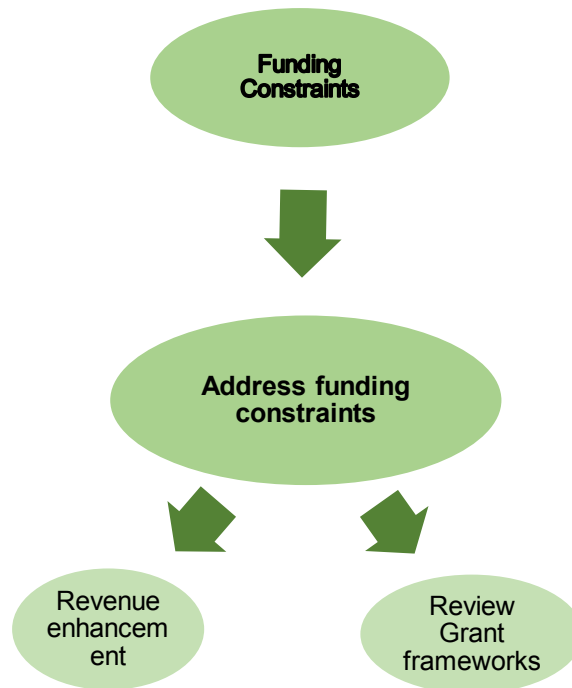 Funding
Constraints
Address funding
constraints
Revenue
enhancem
ent
Review
Grant
frameworks